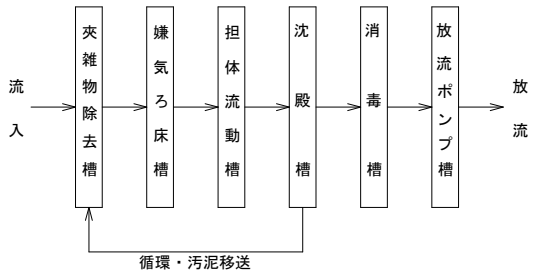 流入
夾雑物除去槽
嫌気ろ床槽
担体流動槽
沈殿槽
消毒槽
放流ポンプ槽
放流
循環・汚泥移送